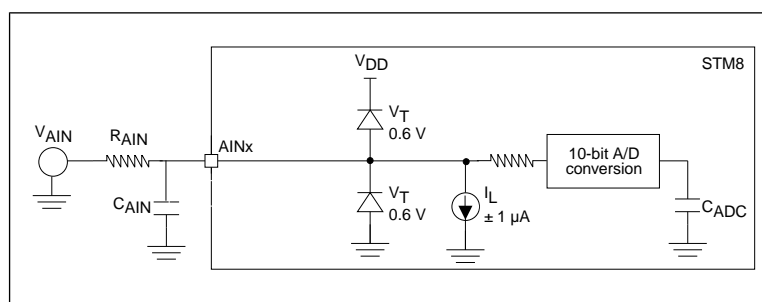 V_DD
STM8
V_T
0.6 V
V_AIN
R_AIN
AINx
10-bit A/D
conversion
C_AIN
V_T
0.6 V
I_L
± 1 µA
C_ADC